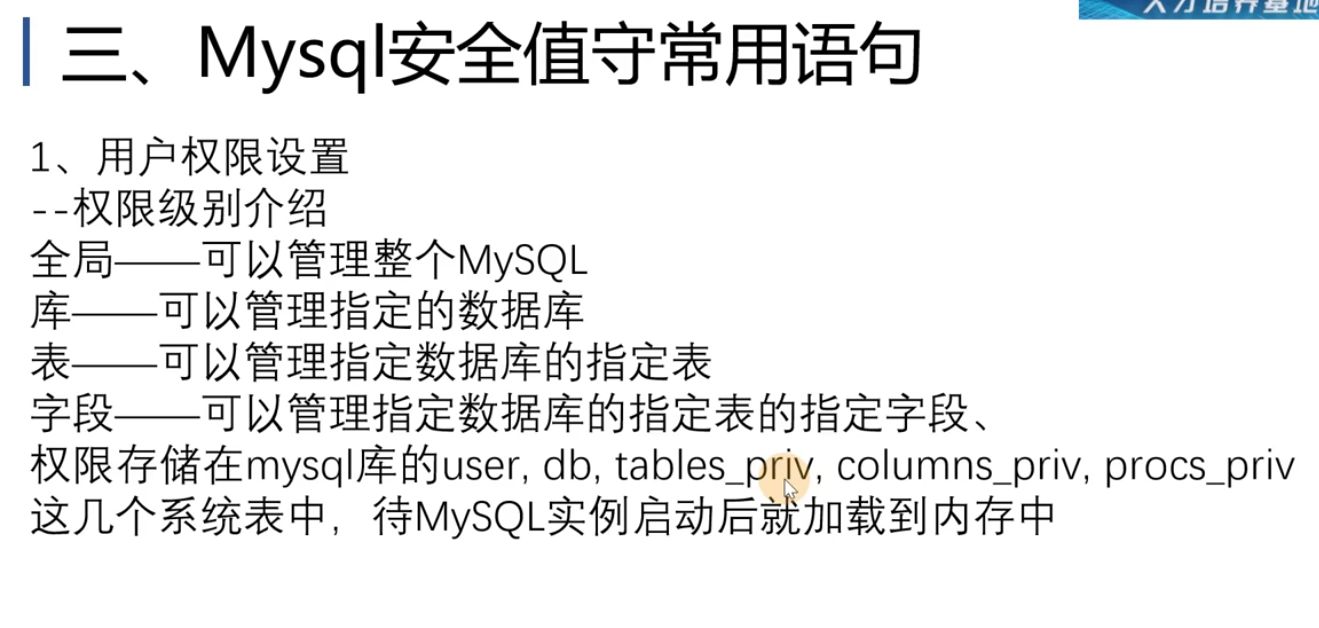 人才培养基地
三、Mysql安全值守常用语句
1、用户权限设置
--权限级别介绍
全局——可以管理整个MySQL
库——可以管理指定的数据库
表——可以管理指定数据库的指定表
字段——可以管理指定数据库的指定表的指定字段、
权限存储在mysql库的user, db, tables_priv, columns_priv, procs_priv
这几个系统表中，待MySQL实例启动后就加载到内存中